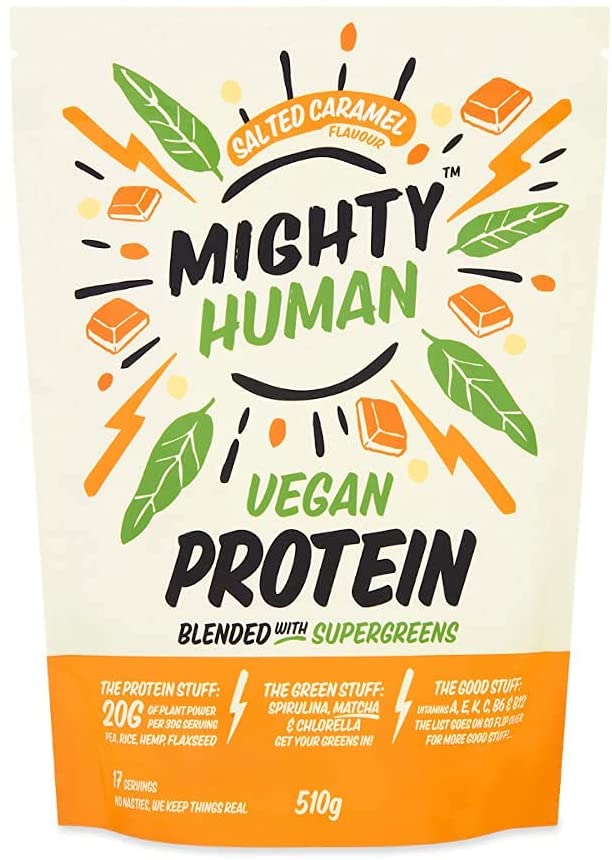 SALTED CARAMEL
FLAVOUR
MIGHTY™
HUMAN
VEGAN
PROTEIN
BLENDED WITH SUPERGREENS
THE PROTEIN STUFF:
20G OF PLANT POWER
PER 30G SERVING
PEA, RICE, HEMP, FLAXSEED
THE GREEN STUFF:
SPIRULINA, MATCHA
& CHLORELLA
GET YOUR GREENS IN!
THE GOOD STUFF:
VITAMINS A, E, K, C, B6 & B12
THE LIST GOES ON SO FLIP OVER
FOR MORE GOOD STUFF...
17 SERVINGS
NO NASTIES, WE KEEP THINGS REAL
510g